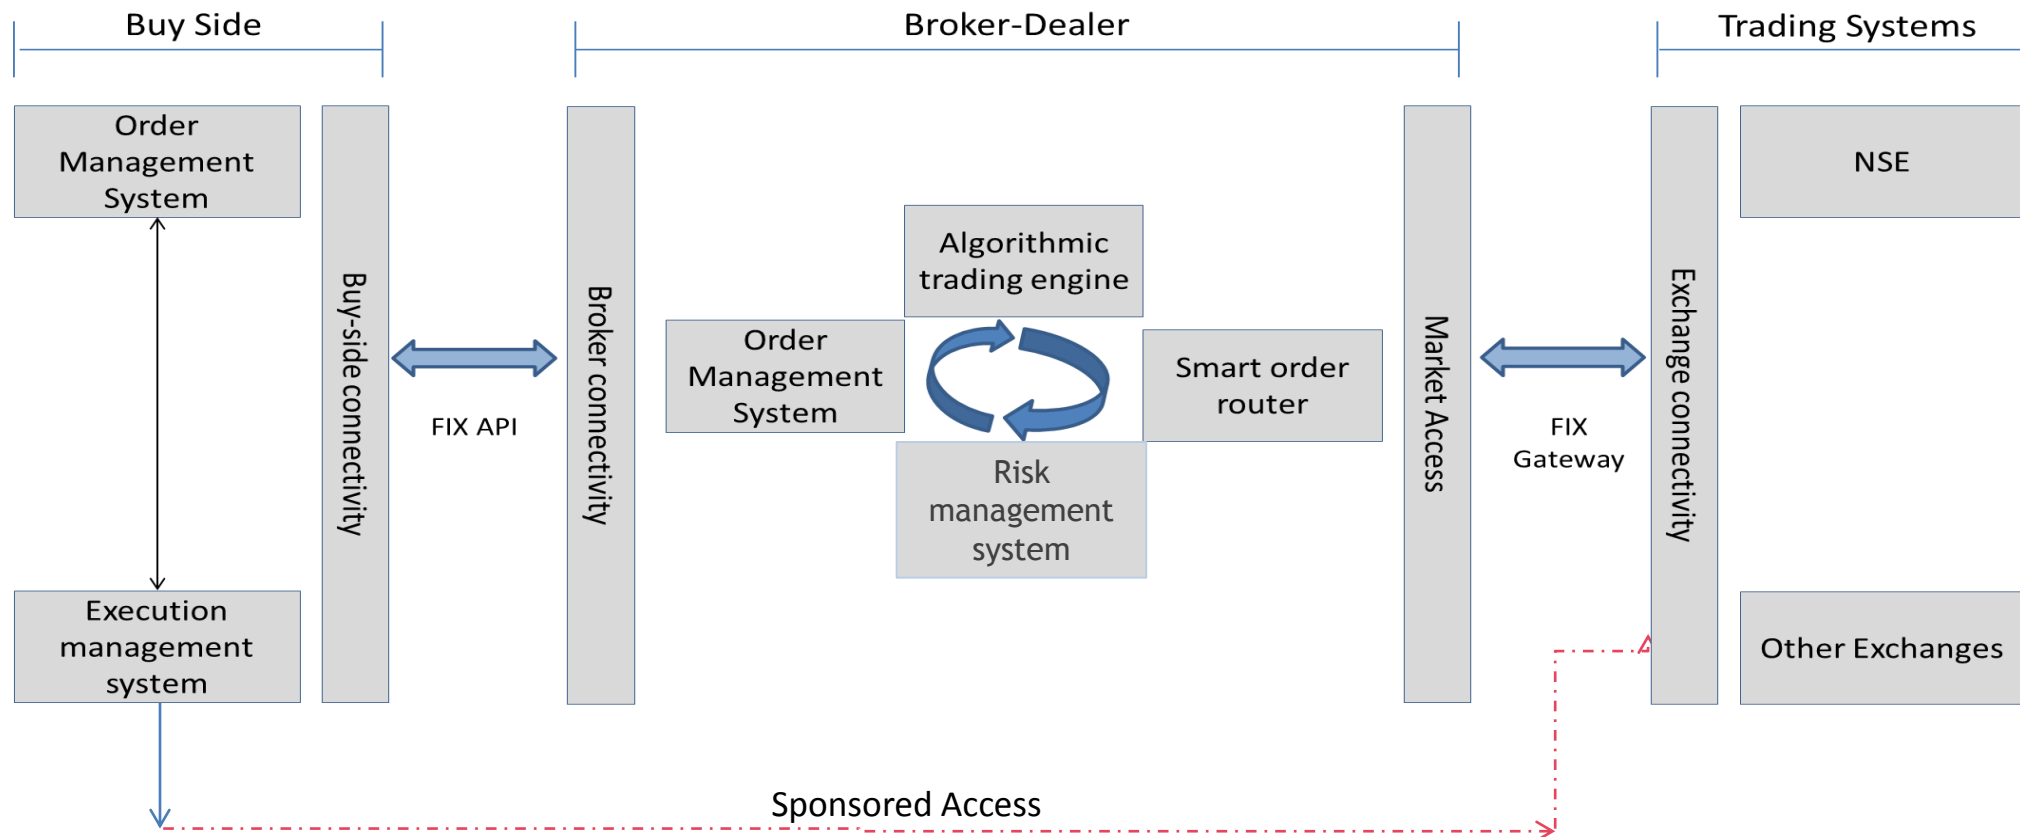 Buy Side
Broker-Dealer
Trading Systems
Order
Management
System
Execution
management
system
Buy-side connectivity
FIX API
Broker connectivity
Order
Management
System
Algorithmic
trading engine
Smart order
router
Risk
management
system
Market Access
FIX
Gateway
Exchange connectivity
NSE
Other Exchanges
Sponsored Access